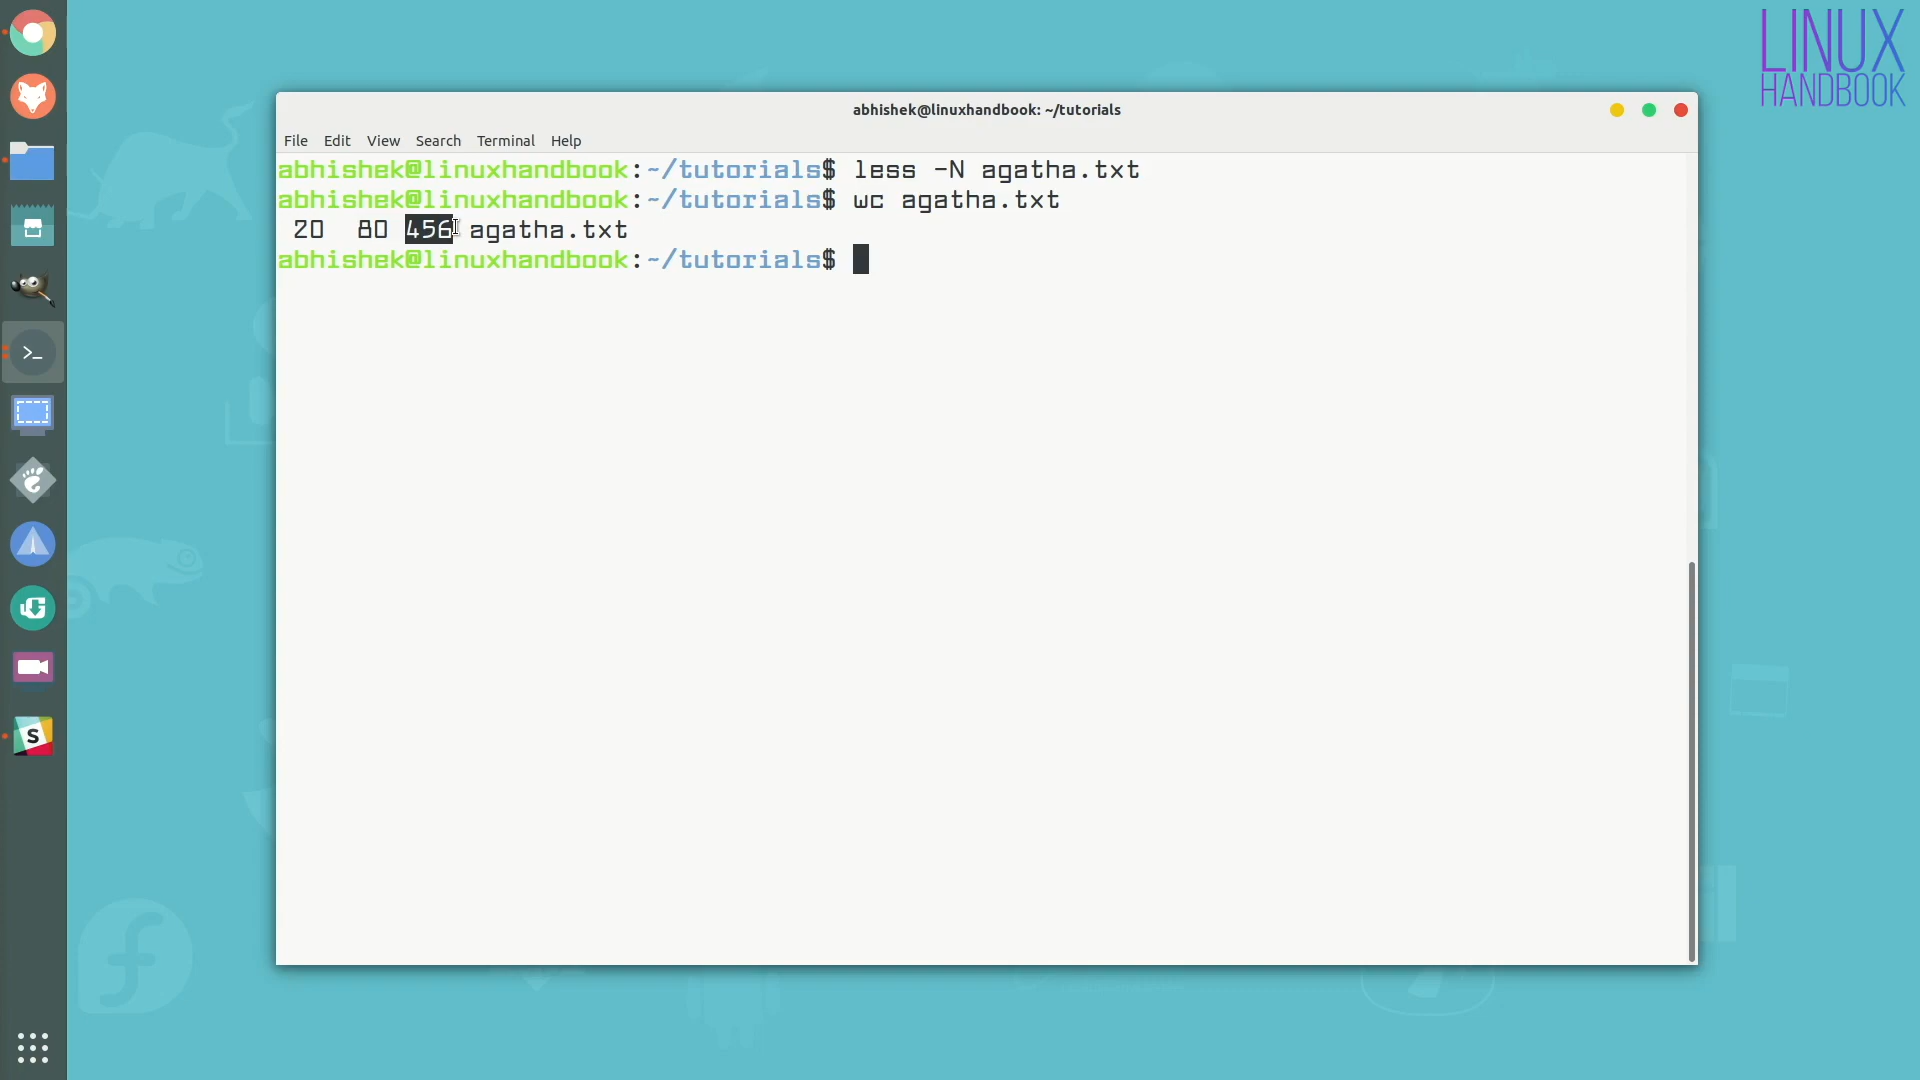 LINUX
HANDBOOK
abhishek@linuxhandbook: ~/tutorials
File Edit View Search Terminal Help
abhishek@linuxhandbook:~/tutorials$ less -N agatha.txt
abhishek@linuxhandbook:~/tutorials$ wc agatha.txt
20 80 456 agatha.txt
abhishek@linuxhandbook:~/tutorials$
>_
S